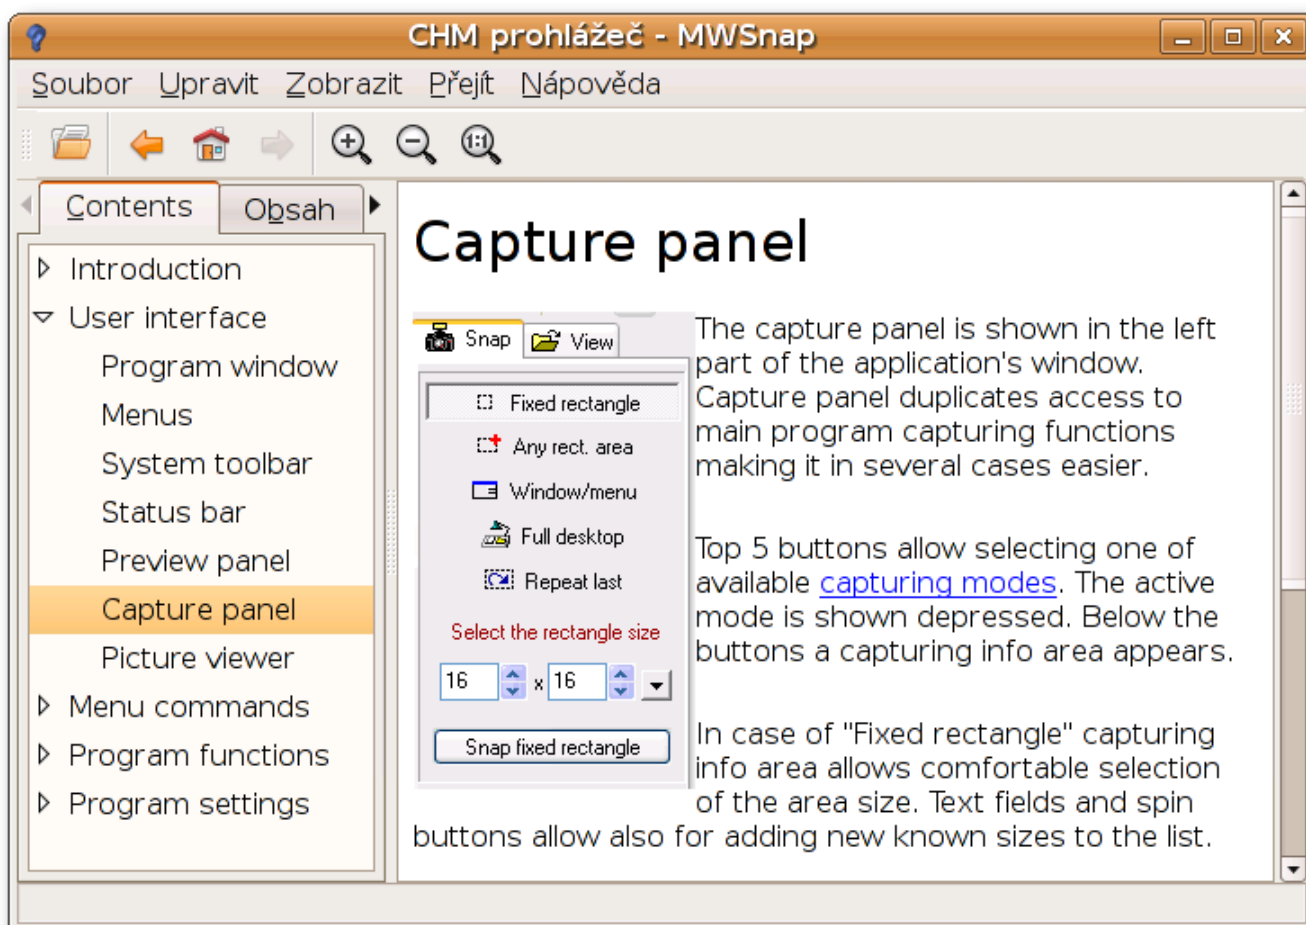 CHM prohlážeč - MWSnap
Soubor Upravit Zobrazit Přejít Nápověda
1:1
Contents Obsah
Introduction
User interface
Program window
Menus
System toolbar
Status bar
Preview panel
Capture panel
Picture viewer
Menu commands
Program functions
Program settings
Capture panel
Snap View
Fixed rectangle
Any rect. area
Window/menu
Full desktop
Repeat last
Select the rectangle size
16 x 16
Snap fixed rectangle
The capture panel is shown in the left
part of the application's window.
Capture panel duplicates access to
main program capturing functions
making it in several cases easier.
Top 5 buttons allow selecting one of
available capturing modes. The active
mode is shown depressed. Below the
buttons a capturing info area appears.
In case of "Fixed rectangle" capturing
info area allows comfortable selection
of the area size. Text fields and spin
buttons allow also for adding new known sizes to the list.